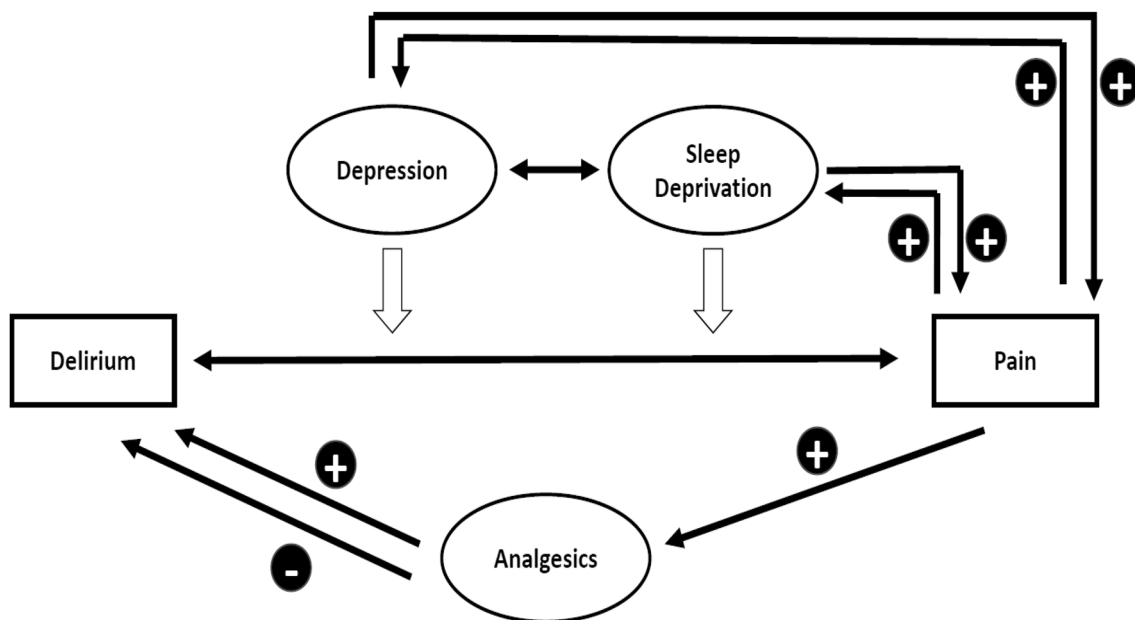 +
+
Depression
Sleep
Deprivation
+
+
Delirium
Pain
+
+
Analgesics
-